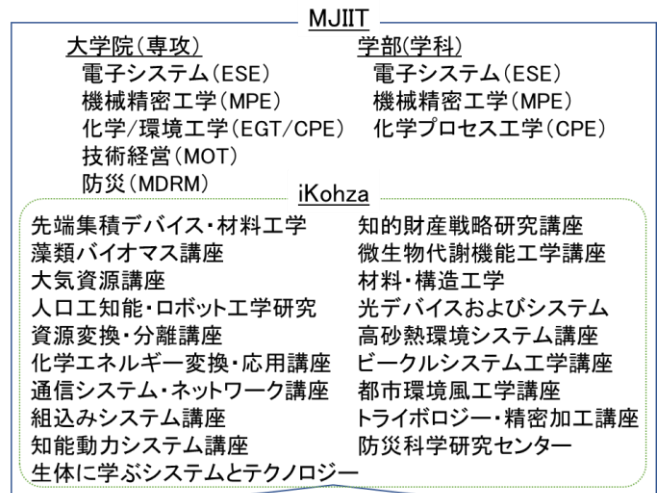 MJIIT
大学院(専攻)
電子システム(ESE)
機械精密工学(MPE)
化学/環境工学(EGT/CPE)
技術経営(MOT)
防災(MDRM)
学部(学科)
電子システム(ESE)
機械精密工学(MPE)
化学プロセス工学(CPE)
iKohza
先端集積デバイス・材料工学
藻類バイオマス講座
大気資源講座
人口工知能・ロボット工学研究
資源変換・分離講座
化学エネルギー変換・応用講座
通信システム・ネットワーク講座
組込みシステム講座
知能動力システム講座
生体に学ぶシステムとテクノロジー
知的財産戦略研究講座
微生物代謝機能工学講座
材料・構造工学
光デバイスおよびシステム
高砂熱環境システム講座
ビークルシステム工学講座
都市環境風工学講座
トライボロジー・精密加工講座
防災科学研究センター